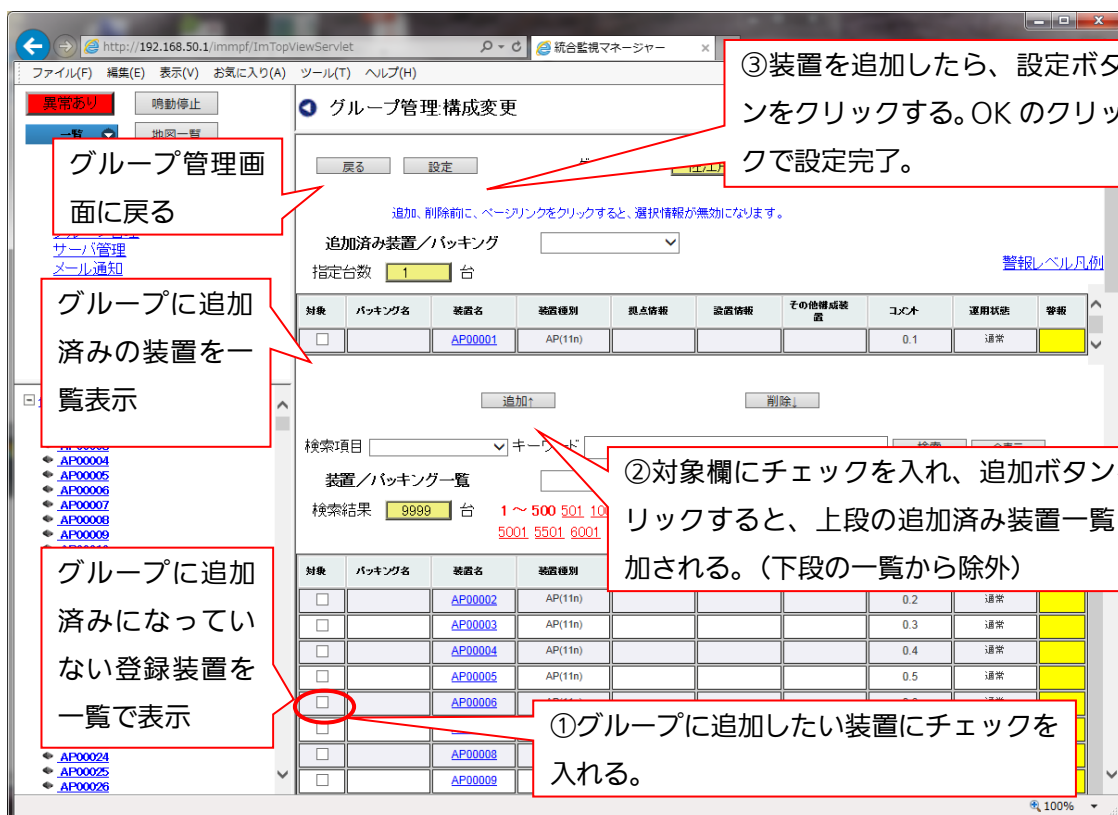 http://192.168.50.1/immpf/ImTopViewServlet
統合監視マネージャー
ファイル(F) 編集(E) 表示(V) お気に入り(A) ツール(T) ヘルプ(H)
異常あり 鳴動停止
一覧 地図一覧
グループ管理:構成変更
③装置を追加したら、設定ボタ
ンをクリックする。OK のクリッ
クで設定完了。
グループ管理画
面に戻る
戻る 設定
追加、削除前に、ページリンクをクリックすると、選択情報が無効になります。
サーバ管理
メール通知
追加済み装置／パッキング
指定台数 1 台
警報レベル凡例
グループに追加
済みの装置を一
覧表示
対象 パッキング名 装置名 装置種別 拠点情報 設置情報 その他構成装置 コメント 運用状態 警報
AP00001 AP(11n) 0.1 通常
追加↑ 削除↓
検索項目 キーワード
装置／パッキング一覧
検索結果 9999 台 1 ～ 500 501
5001 5501 6001
②対象欄にチェックを入れ、追加ボタン
リックすると、上段の追加済み装置一覧
加される。（下段の一覧から除外）
AP00004
AP00005
AP00006
AP00007
AP00008
AP00009
グループに追加
済みになってい
ない登録装置を
一覧で表示
対象 パッキング名 装置名 装置種別
AP00002 AP(11n) 0.2 通常
AP00003 AP(11n) 0.3 通常
AP00004 AP(11n) 0.4 通常
AP00005 AP(11n) 0.5 通常
AP00006
①グループに追加したい装置にチェックを
入れる。
AP00008
AP00009
AP00024
AP00025
AP00026
100%